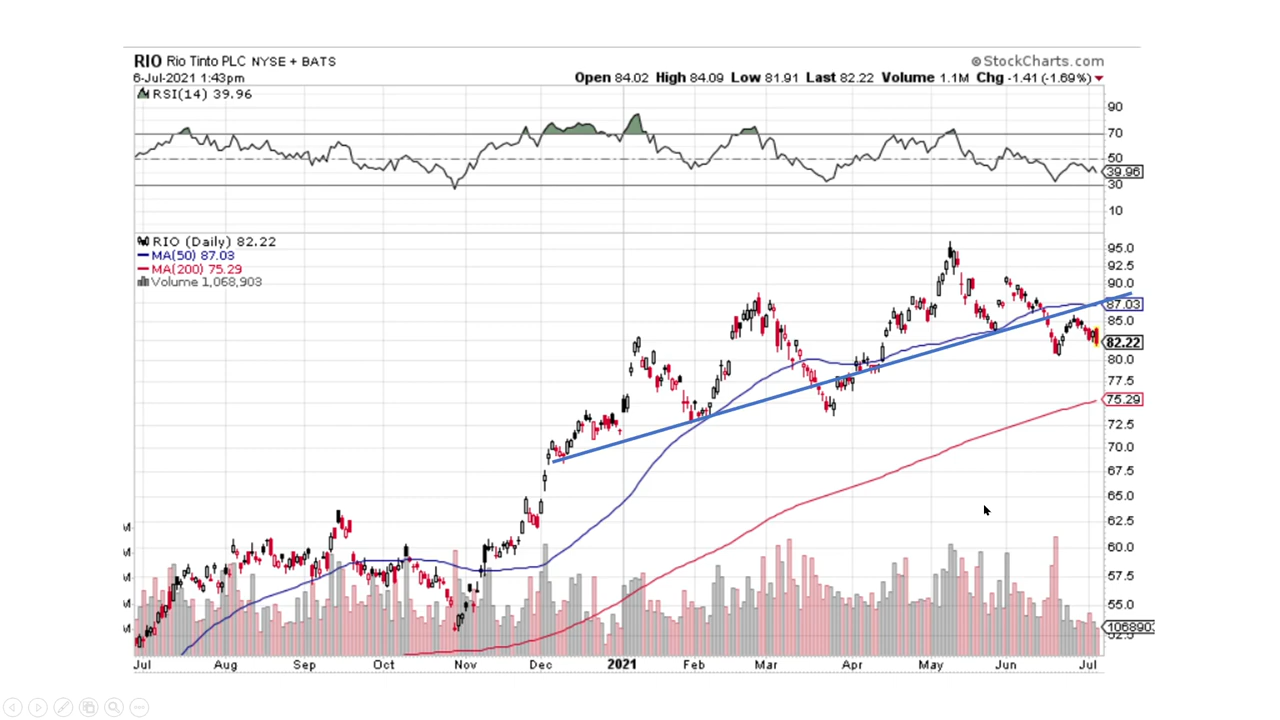 RIO Rio Tinto PLC NYSE + BATS
© StockCharts.com
6-Jul-2021 1:43pm
Open 84.02 High 84.09 Low 81.91 Last 82.22 Volume 1.1M Chg -1.41 (-1.69%)
RSI(14) 39.96
90
70
50
39.96
30
10
RIO (Daily) 82.22
MA(50) 87.03
MA(200) 75.29
Volume 1,068,903
95.0
92.5
90.0
87.03
85.0
82.22
80.0
77.5
75.29
72.5
70.0
67.5
65.0
62.5
60.0
57.5
55.0
1068903
52.5
M
M
M
M
M
Jul Aug Sep Oct Nov Dec 2021 Feb Mar Apr May Jun Jul